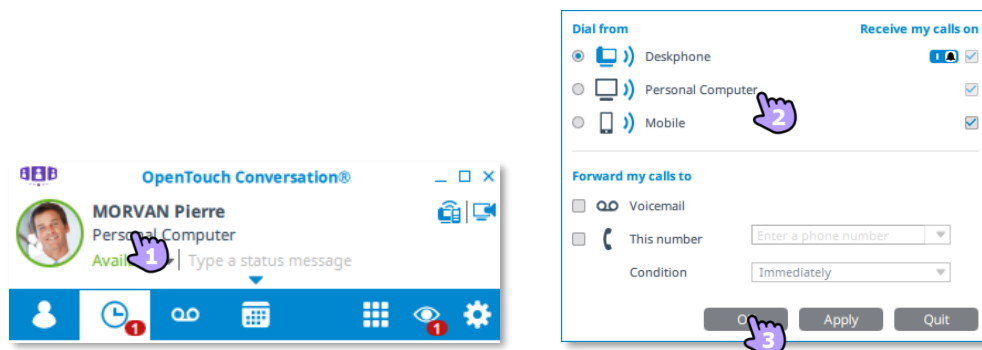 OpenTouch Conversation®
MORVAN Pierre
Personal Computer
1
Type a status message
1
1
Dial from
Receive my calls on
Deskphone
Personal Computer
2
Mobile
Forward my calls to
Voicemail
This number
Enter a phone number
Condition
Immediately
3
Apply
Quit